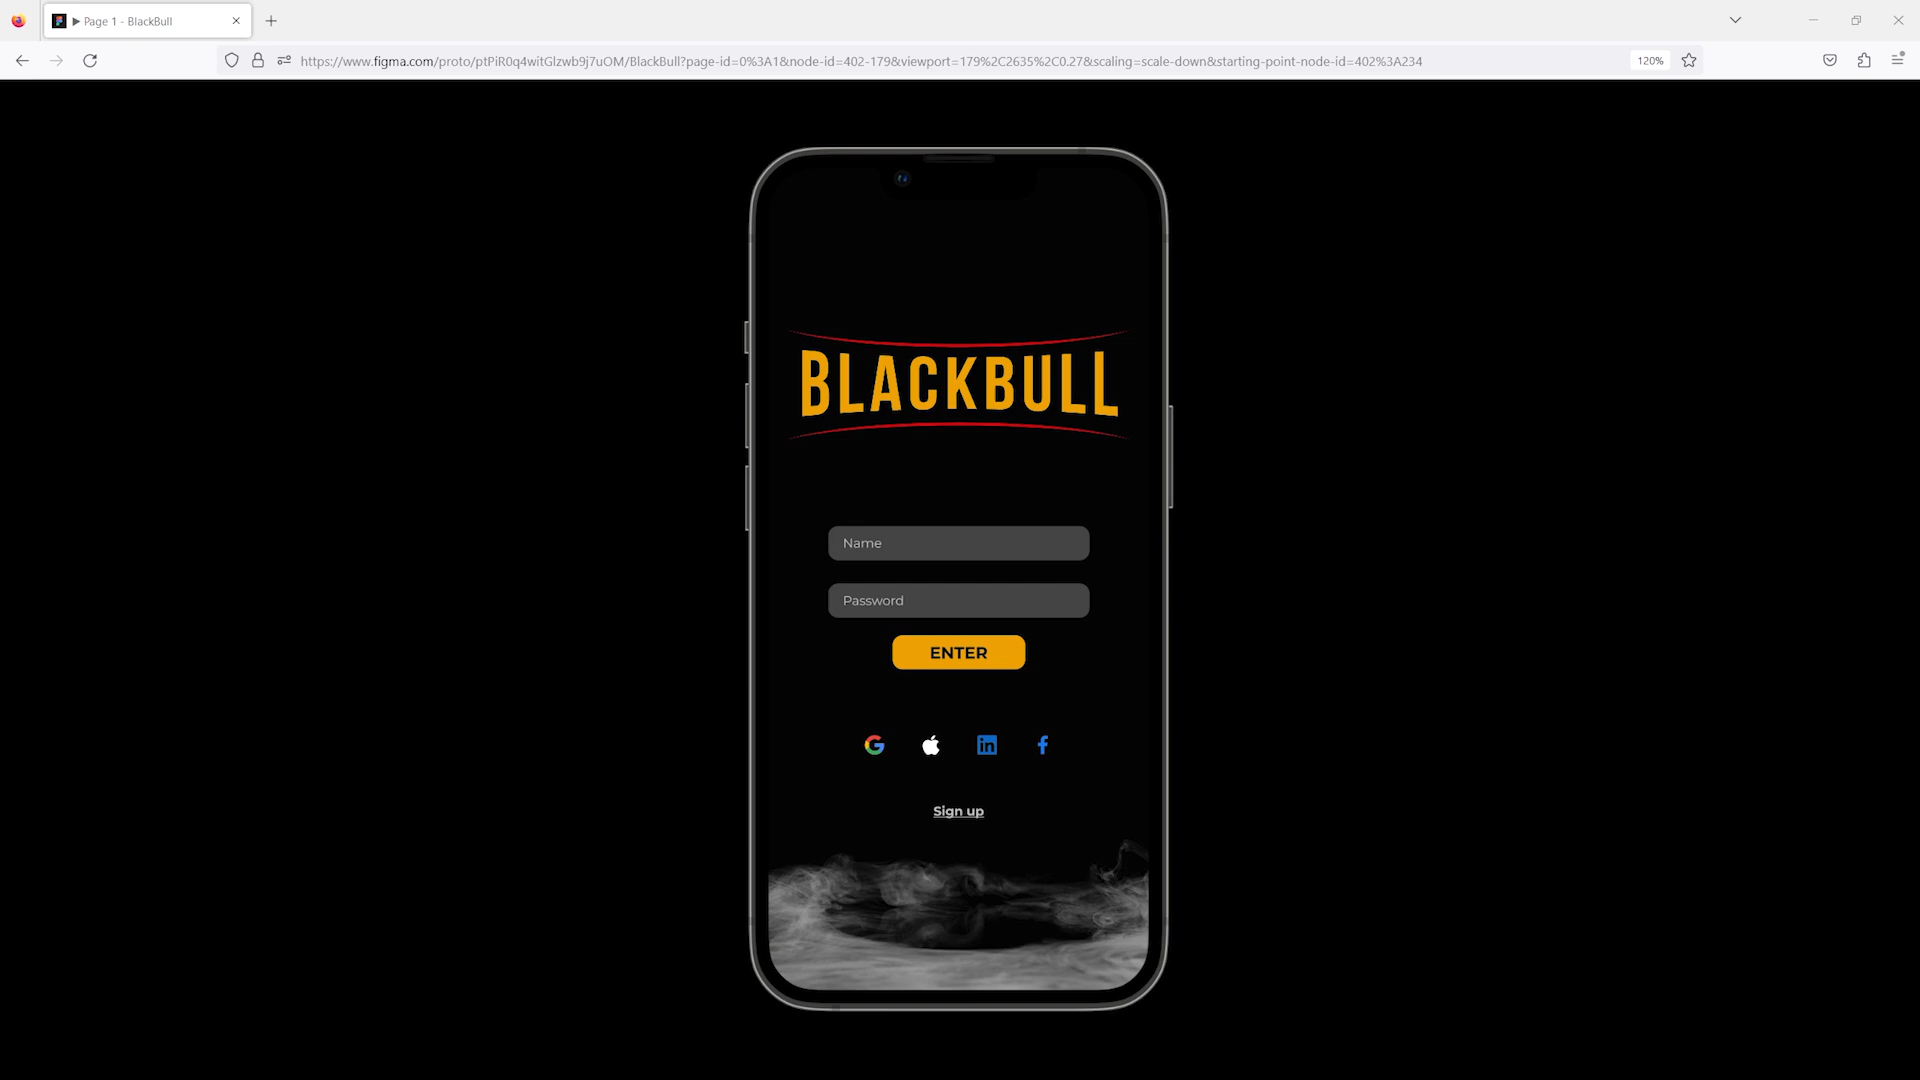 Page 1 - BlackBull
https://www.figma.com/proto/ptPiR0q4witGlzwb9j7uOM/BlackBull?page-id=0%3A1&node-id=402-179&viewport=179%2C2635%2C0.27&scaling=scale-down&starting-point-node-id=402%3A234
120%
BLACKBULL
Name
Password
ENTER
Sign up